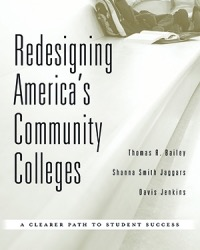 Redesigning
America's
Community
Colleges
Thomas R. Bailey
Shanna Smith Jaggars
Davis Jenkins
A CLEARER PATH TO STUDENT SUCCESS